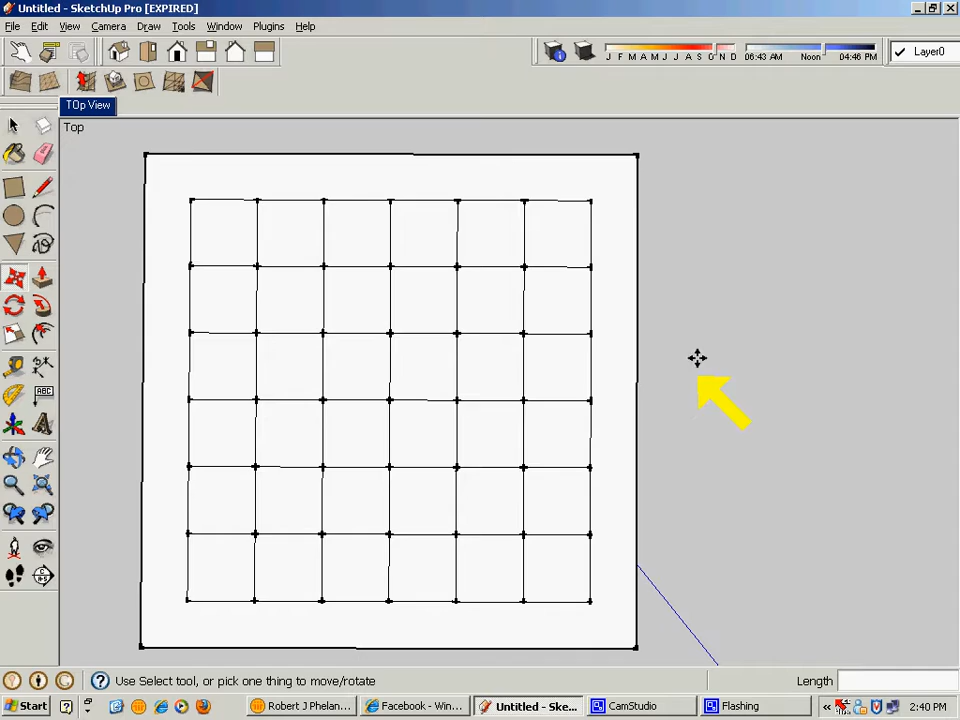 Untitled - SketchUp Pro [EXPIRED]
File Edit View Camera Draw Tools Window Plugins Help
J F M A M J J A S O N D
06:43 AM Noon 04:46 PM
Layer0
TOp View
Top
ABC
Use Select tool, or pick one thing to move/rotate
Length
Start
Robert J Phelan...
Facebook - Win...
Untitled - Ske...
CamStudio
Flashing
2:40 PM